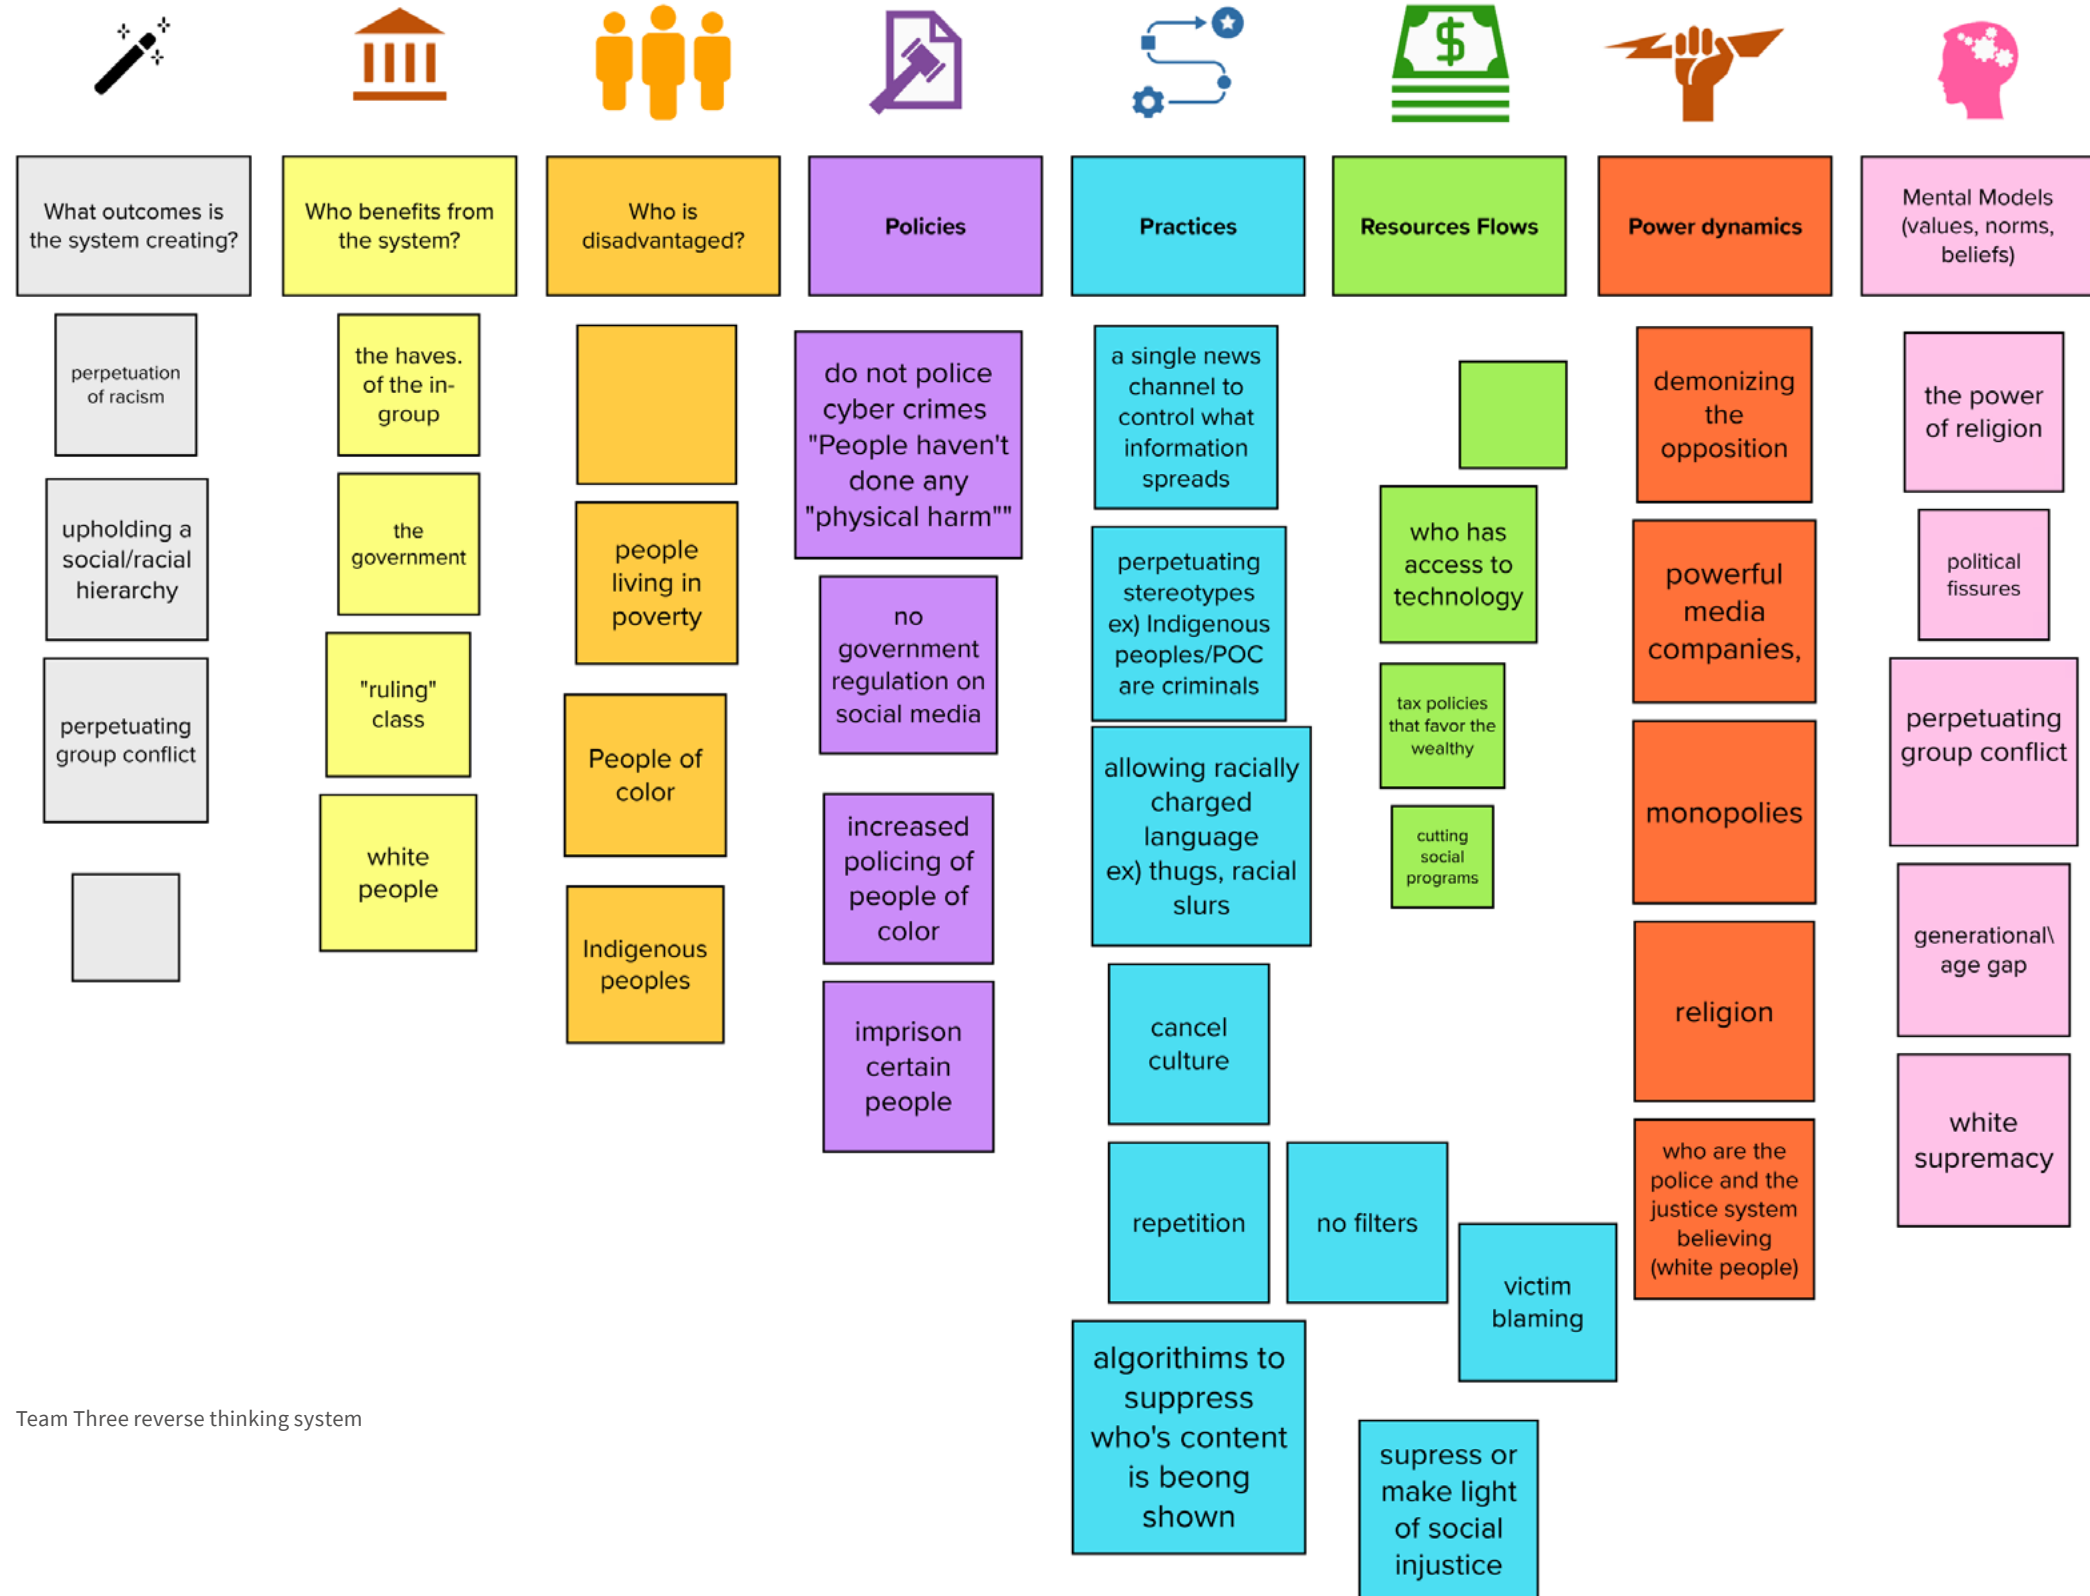 What outcomes is
the system creating?
Who benefits from
the system?
Who is
disadvantaged?
Policies
Practices
Resources Flows
Power dynamics
Mental Models
(values, norms,
beliefs)
perpetuation
of racism
upholding a
social/racial
hierarchy
perpetuating
group conflict
the haves.
of the in-
group
the
government
"ruling"
class
white
people
people
living in
poverty
People of
color
Indigenous
peoples
do not police
cyber crimes
"People haven't
done any
"physical harm""
no
government
regulation on
social media
increased
policing of
people of
color
imprison
certain
people
a single news
channel to
control what
information
spreads
perpetuating
stereotypes
ex) Indigenous
peoples/POC
are criminals
allowing racially
charged
language
ex) thugs, racial
slurs
cancel
culture
repetition
no filters
victim
blaming
algorithims to
suppress
who's content
is beong
shown
supress or
make light
of social
injustice
who has
access to
technology
tax policies
that favor the
wealthy
cutting
social
programs
demonizing
the
opposition
powerful
media
companies,
monopolies
religion
who are the
police and the
justice system
believing
(white people)
the power
of religion
political
fissures
perpetuating
group conflict
generational\
age gap
white
supremacy
Team Three reverse thinking system